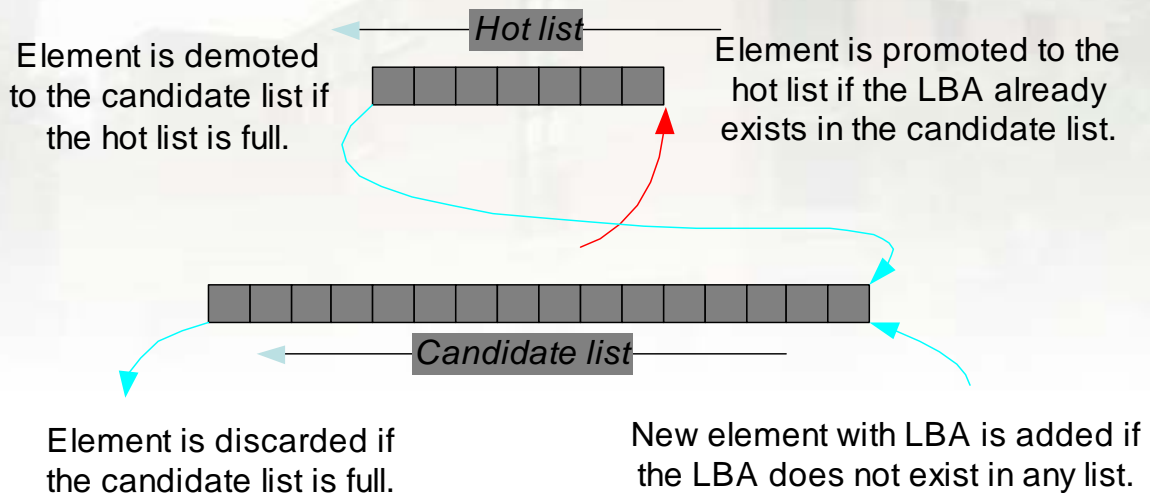 Hot list
Element is demoted
to the candidate list if
the hot list is full.
Element is promoted to the
hot list if the LBA already
exists in the candidate list.
Candidate list
Element is discarded if
the candidate list is full.
New element with LBA is added if
the LBA does not exist in any list.